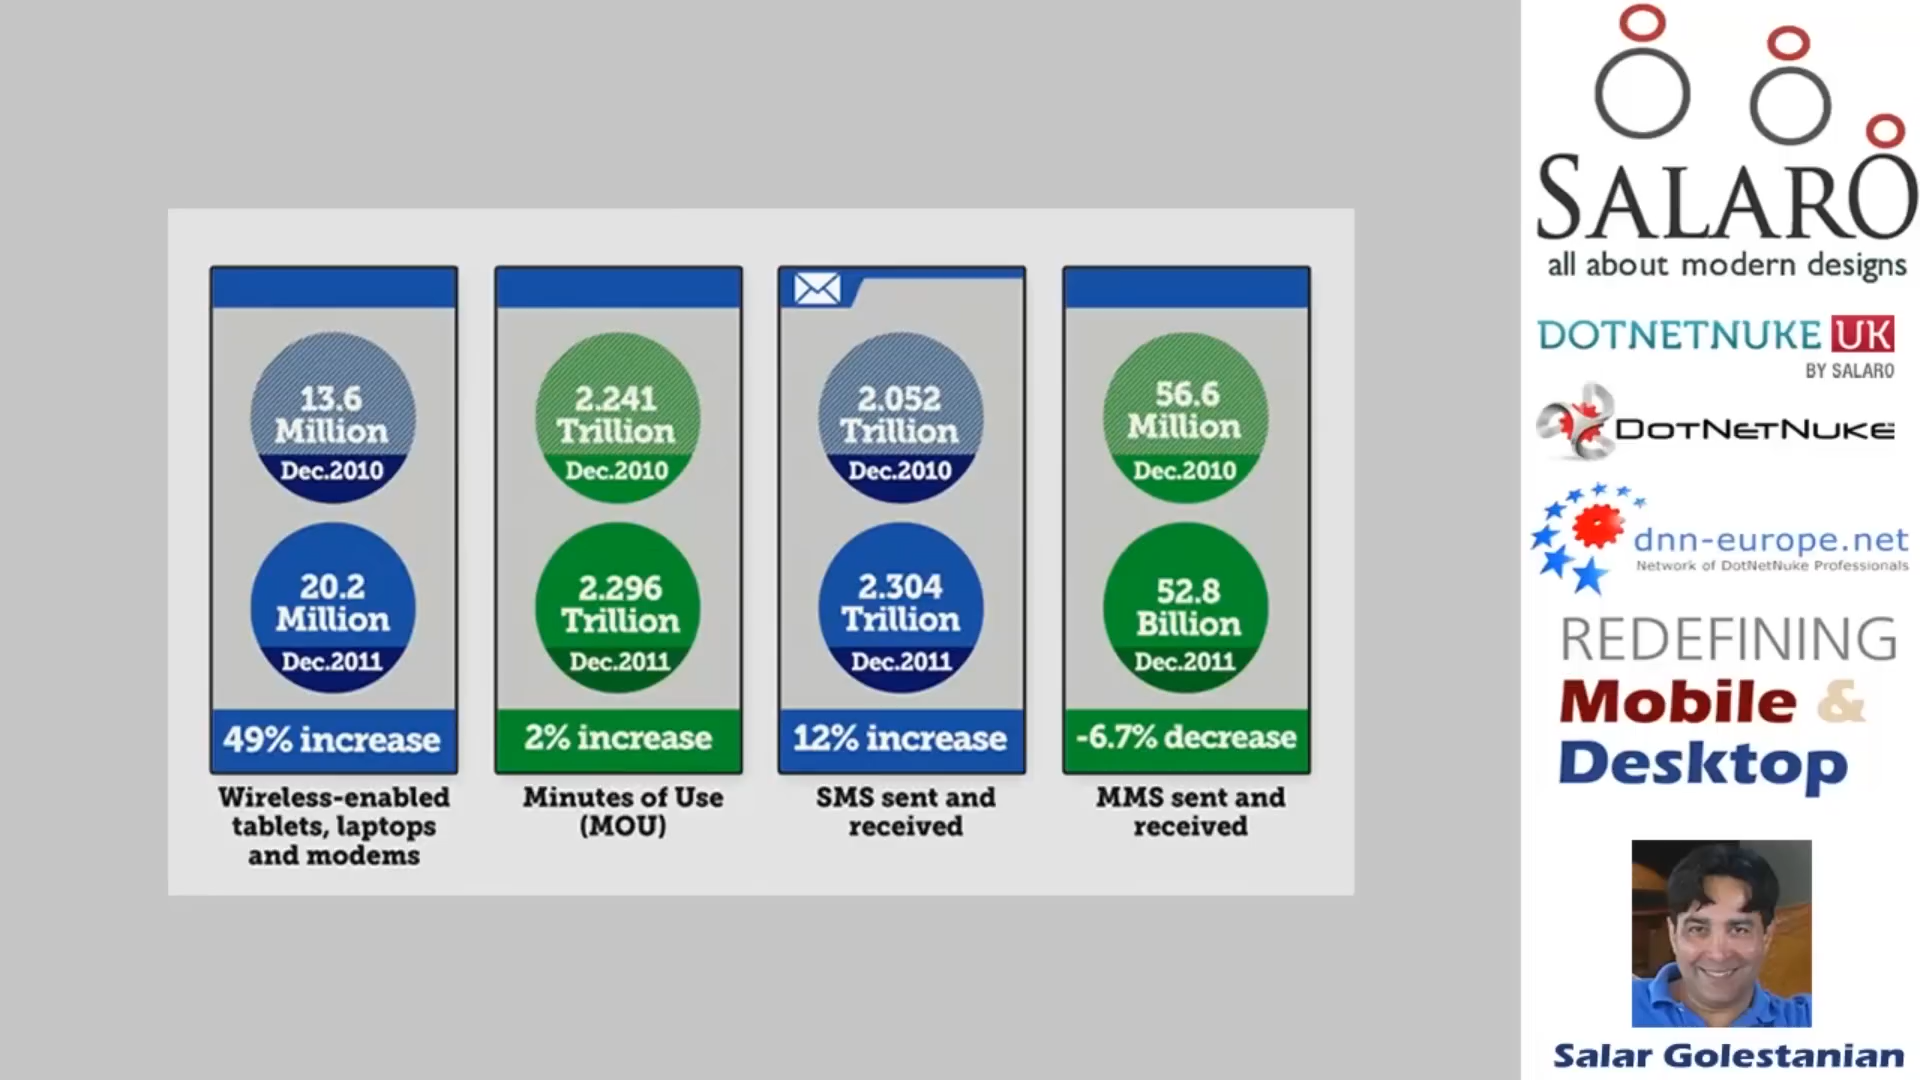 13.6
Million
Dec.2010
20.2
Million
Dec.2011
49% increase
Wireless-enabled
tablets, laptops
and modems
2.241
Trillion
Dec.2010
2.296
Trillion
Dec.2011
2% increase
Minutes of Use
(MOU)
2.052
Trillion
Dec.2010
2.304
Trillion
Dec.2011
12% increase
SMS sent and
received
56.6
Million
Dec.2010
52.8
Billion
Dec.2011
-6.7% decrease
MMS sent and
received
SALARO
all about modern designs
DOTNETNUKE UK
BY SALARO
DOTNETNUKE
dnn-europe.net
Network of DotNetNuke Professionals
REDEFINING
Mobile &
Desktop
Salar Golestanian